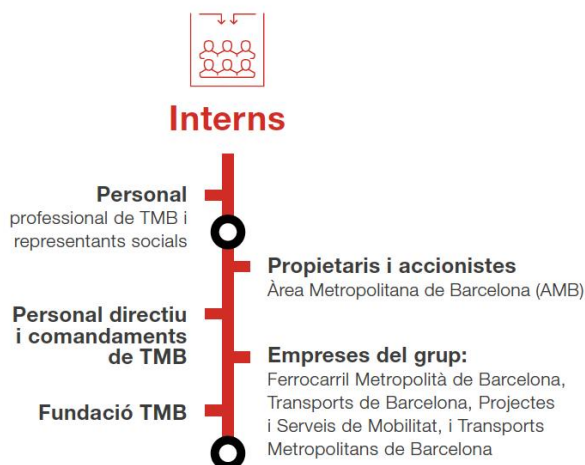 Interns
Personal
professional de TMB i
representants socials
Propietaris i accionistes
Àrea Metropolitana de Barcelona (AMB)
Personal directiu
i comandaments
de TMB
Empreses del grup:
Ferrocarril Metropolità de Barcelona,
Transports de Barcelona, Projectes
i Serveis de Mobilitat, i Transports
Metropolitans de Barcelona
Fundació TMB